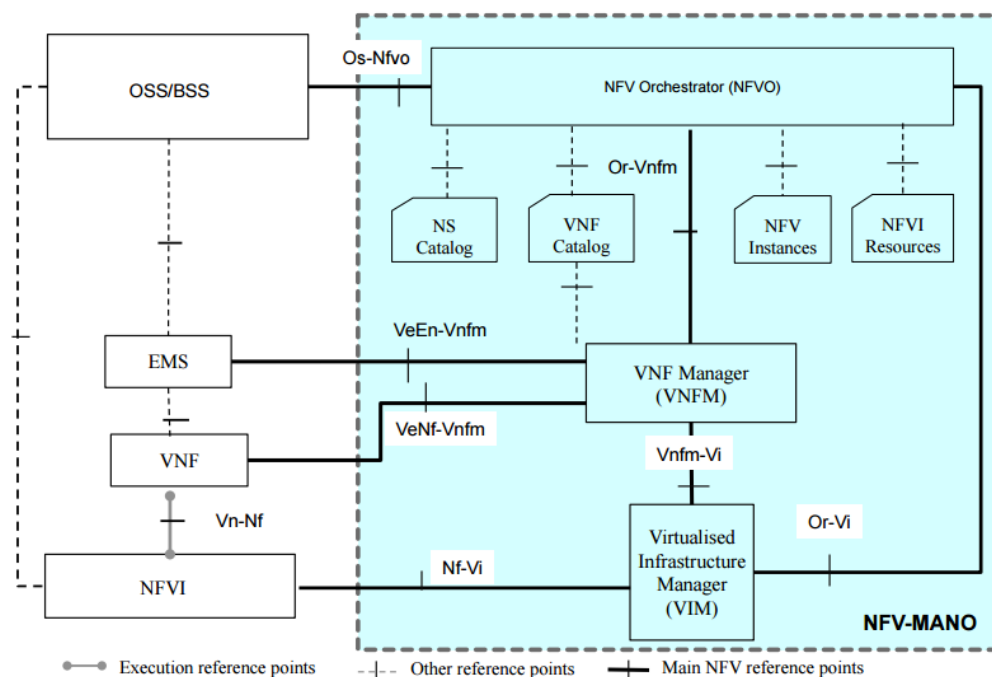 Os-Nfvo
OSS/BSS
NFV Orchestrator (NFVO)
Or-Vnfm
NS
Catalog
VNF
Catalog
NFV
Instances
NFVI
Resources
VeEn-Vnfm
EMS
VNF Manager
(VNFM)
VeNf-Vnfm
VNF
Vnfm-Vi
Vn-Nf
Or-Vi
Virtualised
Infrastructure
Manager
(VIM)
Nf-Vi
NFVI
NFV-MANO
Execution reference points
Other reference points
Main NFV reference points